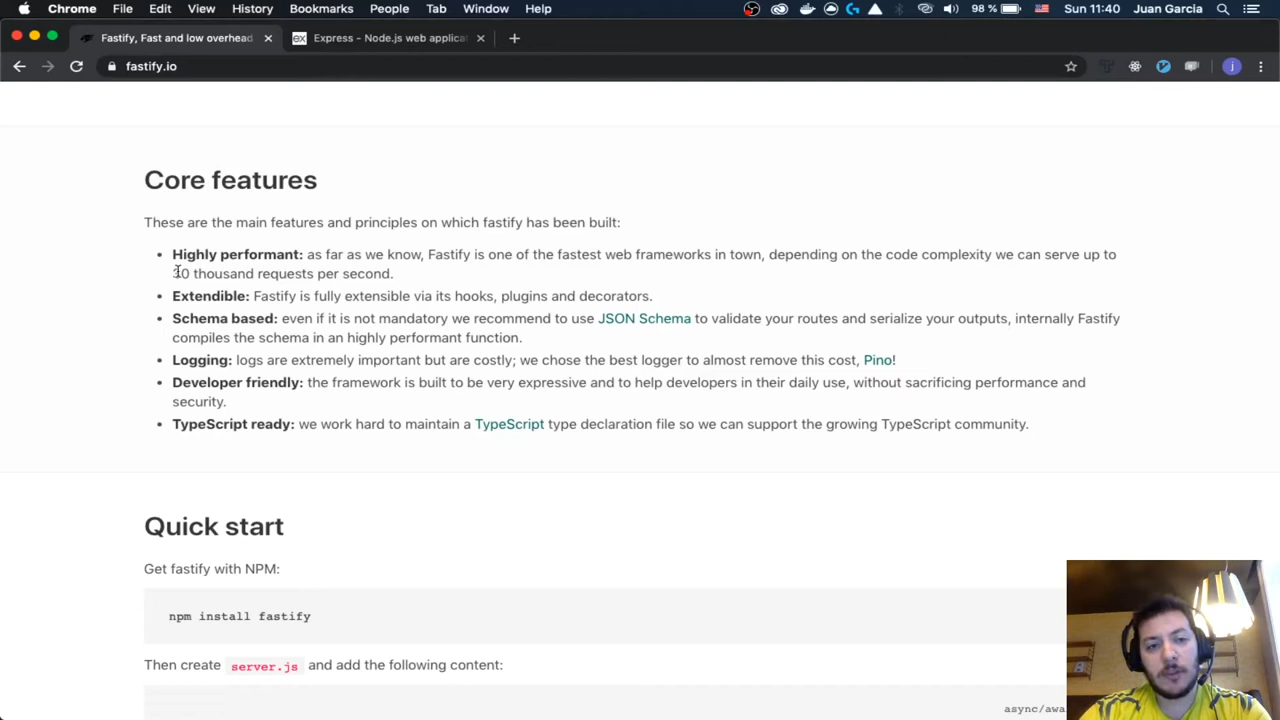 Chrome File Edit View History Bookmarks People Tab Window Help 98 % Sun 11:40 Juan Garcia
Fastify, Fast and low overhead ex Express - Node.js web applicat
fastify.io j
Core features
These are the main features and principles on which fastify has been built:
Highly performant: as far as we know, Fastify is one of the fastest web frameworks in town, depending on the code complexity we can serve up to
30 thousand requests per second.
Extendible: Fastify is fully extensible via its hooks, plugins and decorators.
Schema based: even if it is not mandatory we recommend to use JSON Schema to validate your routes and serialize your outputs, internally Fastify
compiles the schema in an highly performant function.
Logging: logs are extremely important but are costly; we chose the best logger to almost remove this cost, Pino!
Developer friendly: the framework is built to be very expressive and to help developers in their daily use, without sacrificing performance and
security.
TypeScript ready: we work hard to maintain a TypeScript type declaration file so we can support the growing TypeScript community.
Quick start
Get fastify with NPM:
npm install fastify
Then create server.js and add the following content:
async/awa